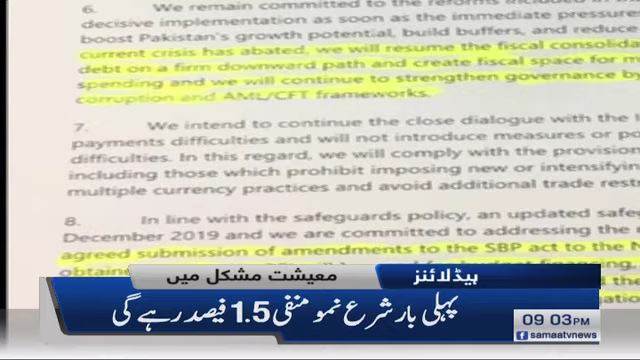 6. We remain committed to the reforms included in
decisive implementation as soon as the immediate pressure
boost Pakistan's growth potential, build buffers, and reduce
current crisis has abated, we will resume the fiscal consolida
debt on a firm downward path and create fiscal space for m
spending and we will continue to strengthen governance by
corruption and AML/CFT frameworks.
7. We intend to continue the close dialogue with the I
payments difficulties and will not introduce measures or po
difficulties. In this regard, we will comply with the provision
including those which prohibit imposing new or intensifying
multiple currency practices and avoid additional trade rest
8. In line with the safeguards policy, an updated safe
December 2019 and we are committed to addressing the
agreed submission of amendments to the SBP act to the N
obtaine
financing.
معیشت مشکل میں
ہیڈلائنز
پہلی بار شرع نمو منفی 1.5 فیصد رہے گی
09 03PM
samaatvnews